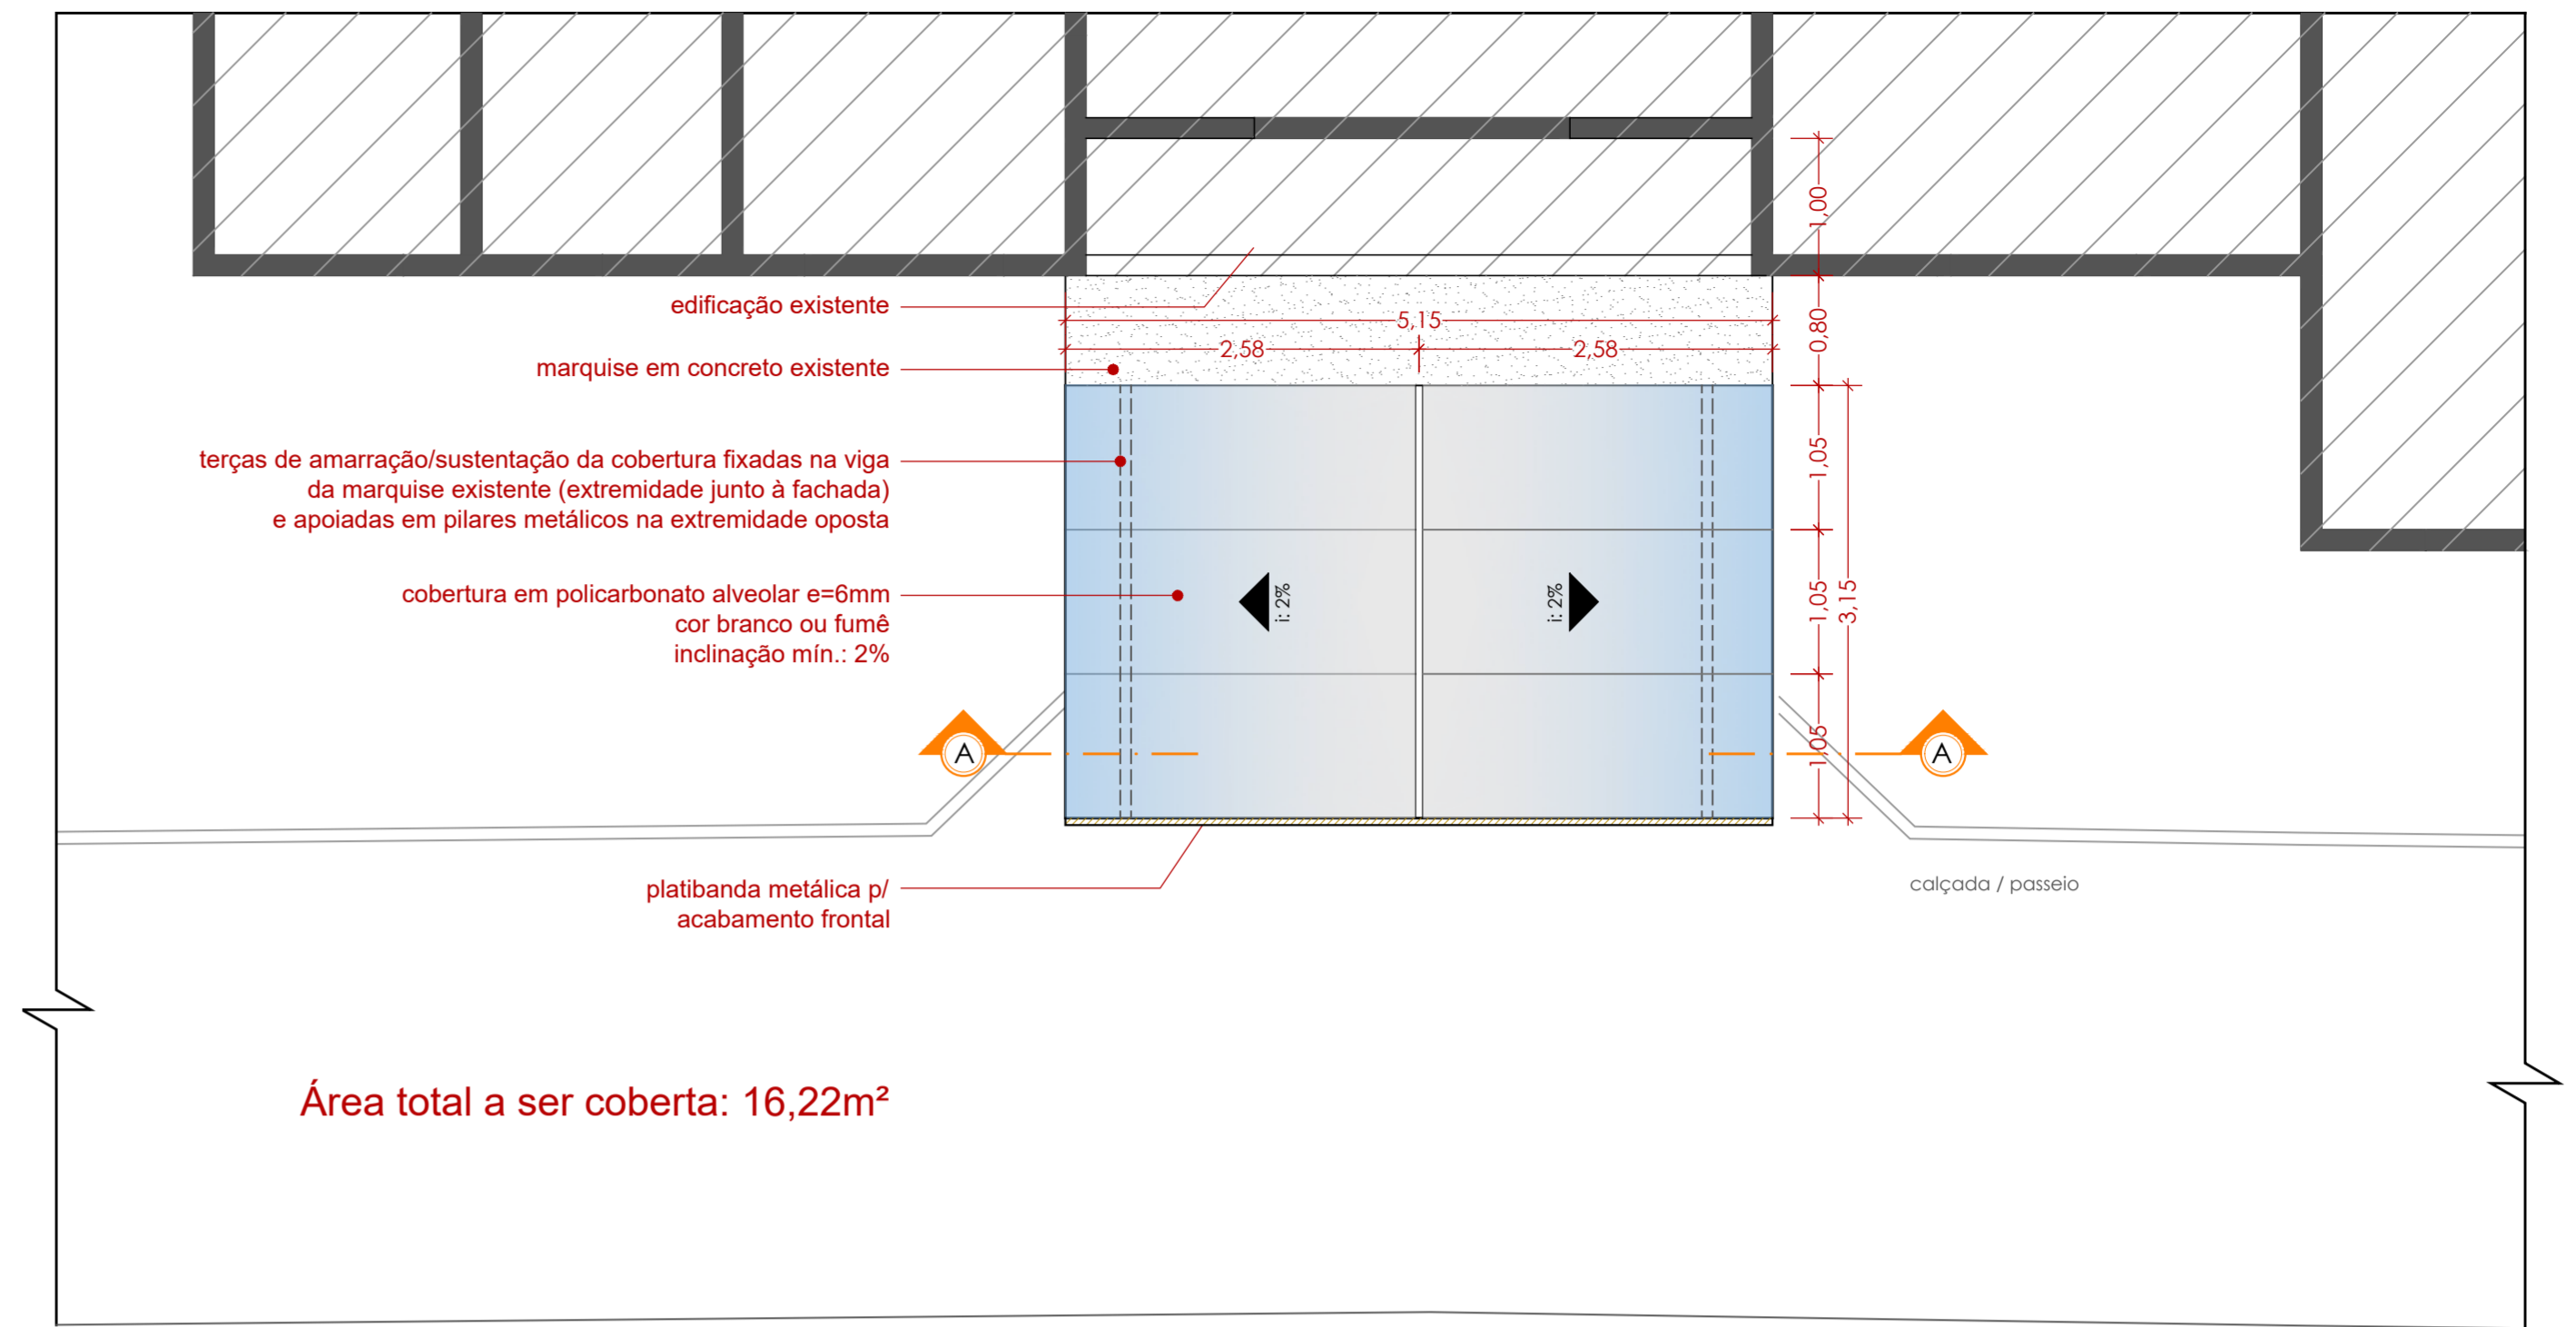 1,00
edificação existente
0,80
5,15
2,58
2,58
marquise em concreto existente
1,05
terças de amarração/sustentação da cobertura fixadas na viga
da marquise existente (extremidade junto à fachada)
e apoiadas em pilares metálicos na extremidade oposta
cobertura em policarbonato alveolar e=6mm
cor branco ou fumê
inclinação mín.: 2%
i: 2%
i: 2%
1,05
3,15
A
1,05
A
platibanda metálica p/
acabamento frontal
calçada / passeio
Área total a ser coberta: 16,22m²